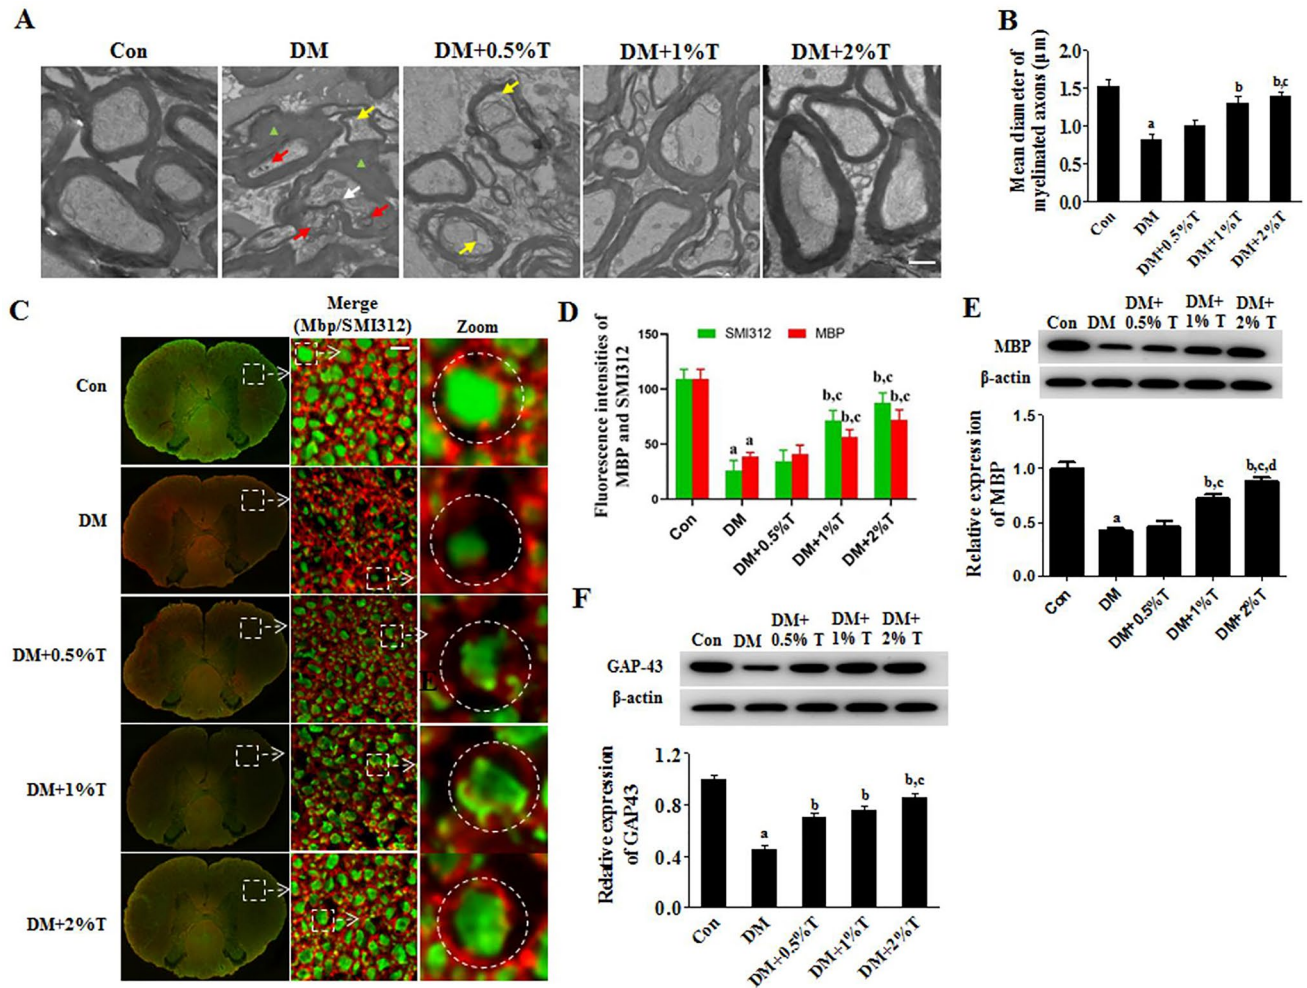 A
Con
DM
DM+0.5%T
DM+1%T
DM+2%T
B
Mean diameter of
myelinated axons (μm)
2.0
1.5
1.0
0.5
0.0
a
b
b,c
Con
DM
DM+0.5%T
DM+1%T
DM+2%T
C
Merge
(Mbp/SMI312)
Zoom
Con
DM
DM+0.5%T
E
DM+1%T
DM+2%T
D
Fluorescence intensities of
MBP and SMI312
SMI312
MBP
150
100
50
0
a
a
b,c
b,c
b,c
b,c
Con
DM
DM+0.5%T
DM+1%T
DM+2%T
E
Con
DM
DM+
0.5% T
DM+
1% T
DM+
2% T
MBP
β-actin
Relative expression
of MBP
1.5
1.0
0.5
0.0
a
b,c
b,c,d
Con
DM
DM+0.5%T
DM+1%T
DM+2%T
F
Con
DM
DM+
0.5% T
DM+
1% T
DM+
2% T
GAP-43
β-actin
Relative expression
of GAP43
1.2
0.8
0.4
0.0
a
b
b
b,c
Con
DM
DM+0.5%T
DM+1%T
DM+2%T